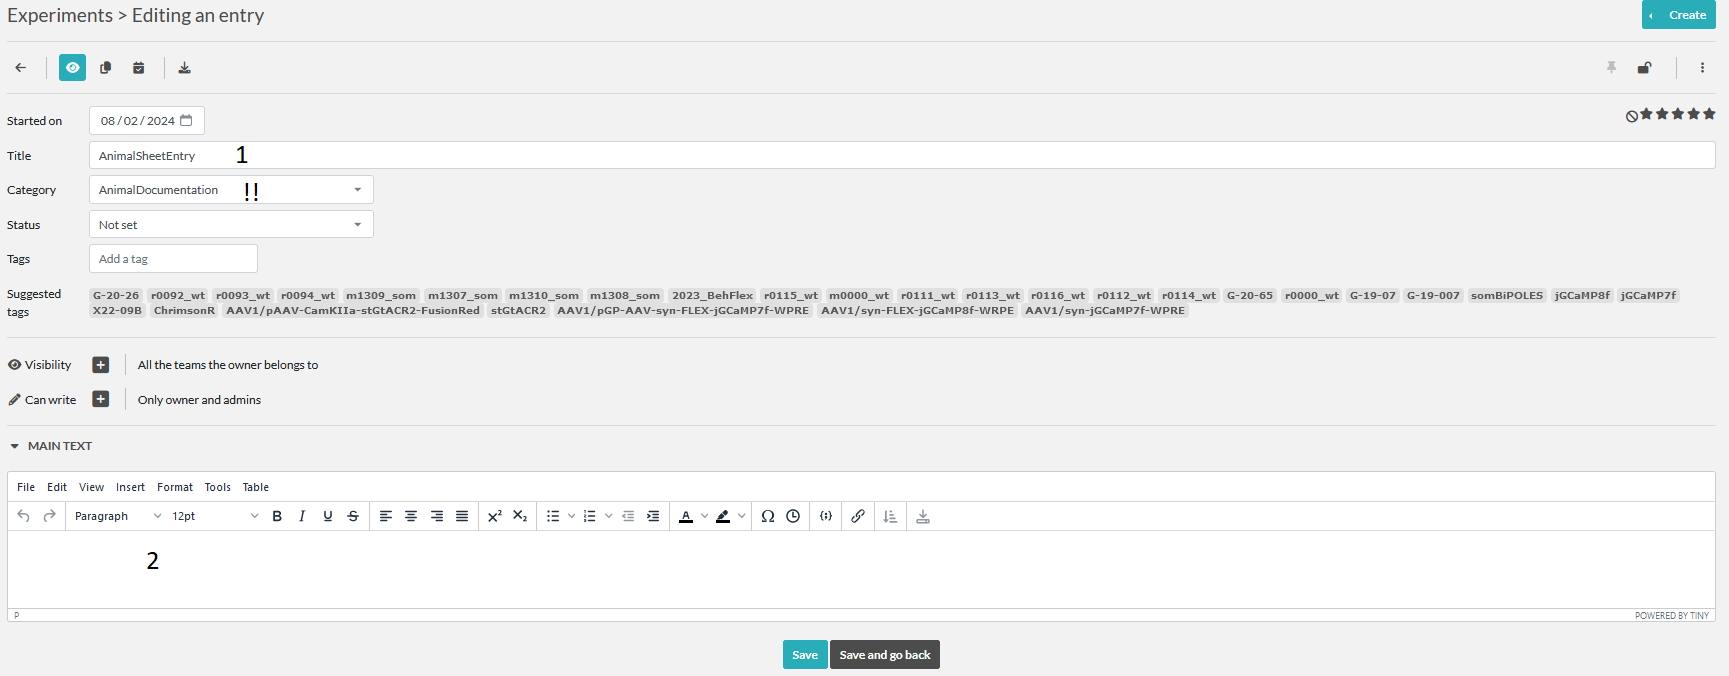 Experiments > Editing an entry
Create
Started on 08/02/2024
Title AnimalSheetEntry 1
Category AnimalDocumentation !!
Status Not set
Tags Add a tag
Suggested tags
G-20-26 r0092_wt r0093_wt r0094_wt m1309_som m1307_som m1310_som m1308_som 2023_BehFlex r0115_wt m0000_wt r0111_wt r0113_wt r0116_wt r0112_wt r0114_wt G-20-65 r0000_wt G-19-07 G-19-007 somBiPOLES jGCaMP8f jGCaMP7f
X22-09B ChrimsonR AAV1/pAAV-CamKIIa-stGtACR2-FusionRed stGtACR2 AAV1/pGP-AAV-syn-FLEX-jGCaMP7f-WPRE AAV1/syn-FLEX-jGCaMP8f-WRPE AAV1/syn-jGCaMP7f-WPRE
Visibility + All the teams the owner belongs to
Can write + Only owner and admins
MAIN TEXT
File Edit View Insert Format Tools Table
Paragraph 12pt B I U S X² X₂ A Ω
2
P POWERED BY TINY
Save Save and go back